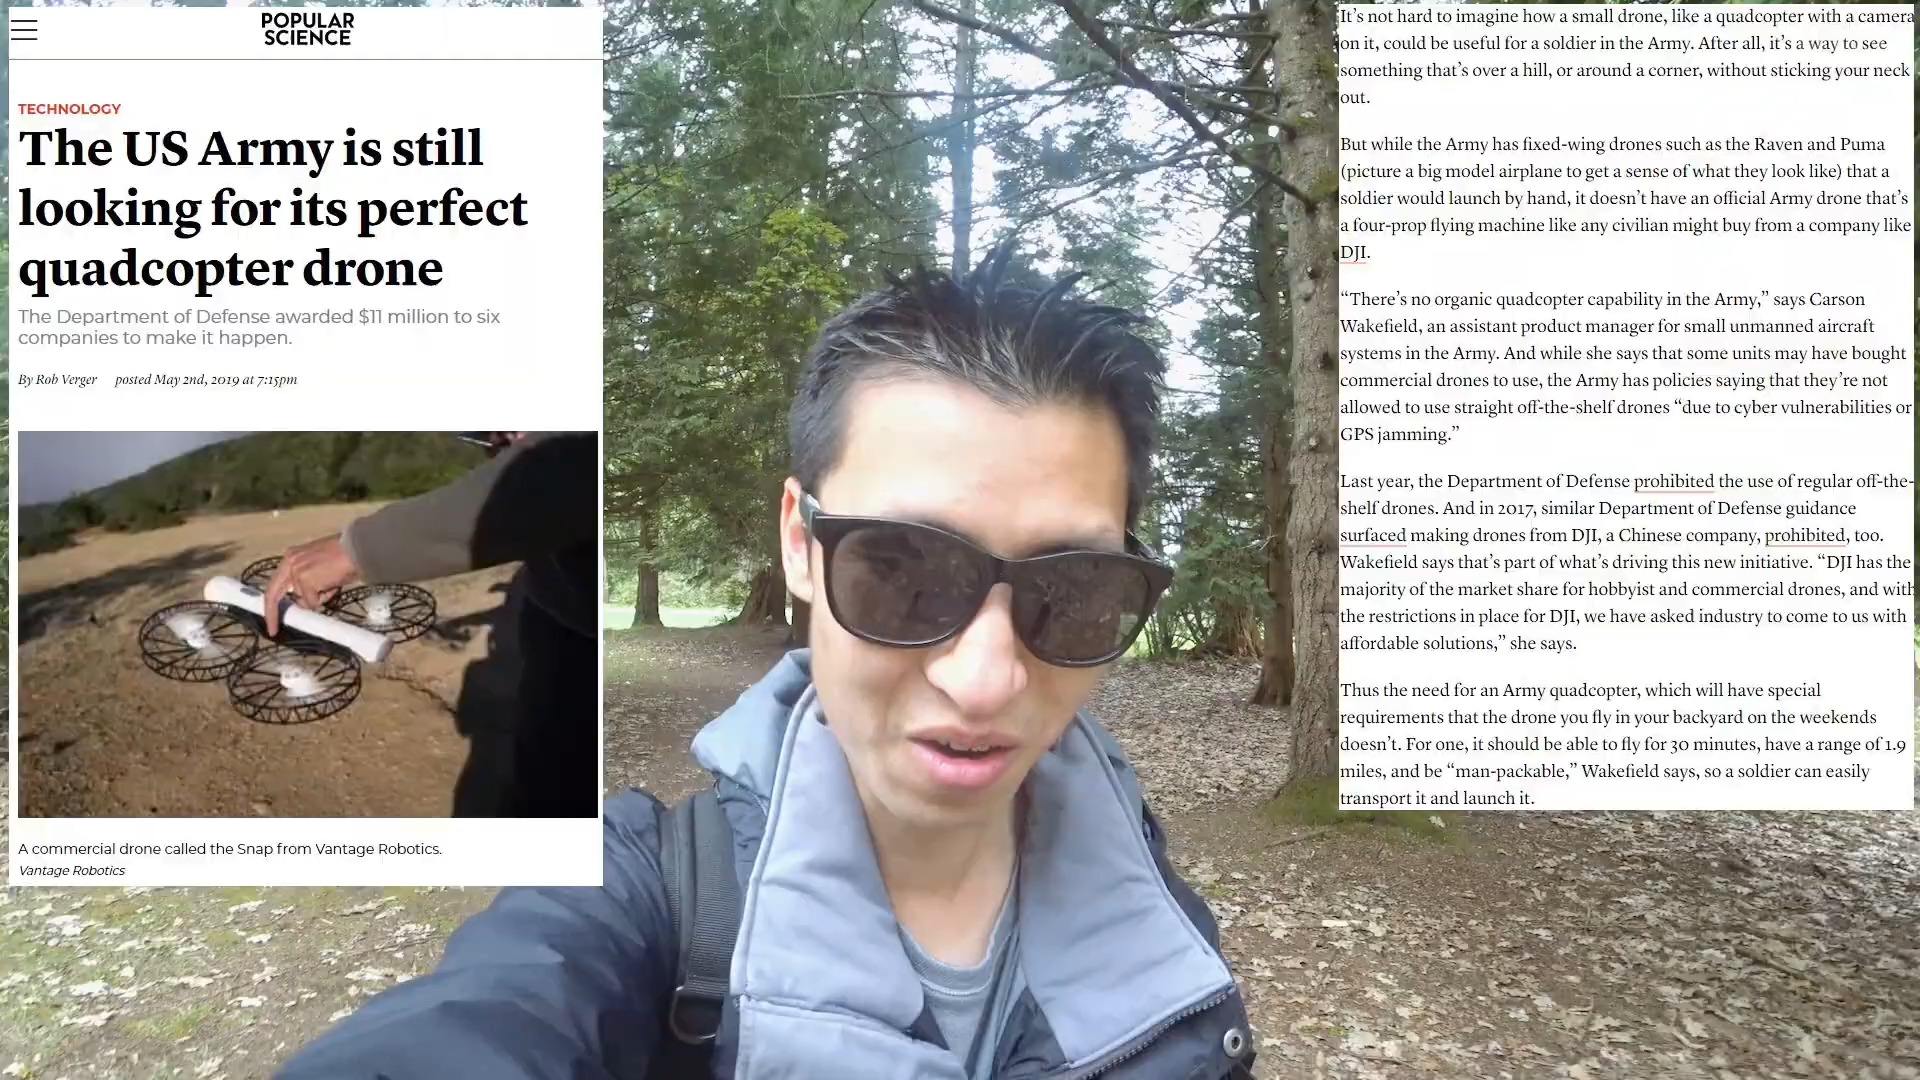 POPULAR
SCIENCE
TECHNOLOGY
The US Army is still
looking for its perfect
quadcopter drone
The Department of Defense awarded $11 million to six
companies to make it happen.
By Rob Verger posted May 2nd, 2019 at 7:15pm
A commercial drone called the Snap from Vantage Robotics.
Vantage Robotics
It’s not hard to imagine how a small drone, like a quadcopter with a camera
on it, could be useful for a soldier in the Army. After all, it’s a way to see
something that’s over a hill, or around a corner, without sticking your neck
out.
But while the Army has fixed-wing drones such as the Raven and Puma
(picture a big model airplane to get a sense of what they look like) that a
soldier would launch by hand, it doesn’t have an official Army drone that’s
a four-prop flying machine like any civilian might buy from a company like
DJI.
“There’s no organic quadcopter capability in the Army,” says Carson
Wakefield, an assistant product manager for small unmanned aircraft
systems in the Army. And while she says that some units may have bought
commercial drones to use, the Army has policies saying that they’re not
allowed to use straight off-the-shelf drones “due to cyber vulnerabilities or
GPS jamming.”
Last year, the Department of Defense prohibited the use of regular off-the-
shelf drones. And in 2017, similar Department of Defense guidance
surfaced making drones from DJI, a Chinese company, prohibited, too.
Wakefield says that’s part of what’s driving this new initiative. “DJI has the
majority of the market share for hobbyist and commercial drones, and with
the restrictions in place for DJI, we have asked industry to come to us with
affordable solutions,” she says.
Thus the need for an Army quadcopter, which will have special
requirements that the drone you fly in your backyard on the weekends
doesn’t. For one, it should be able to fly for 30 minutes, have a range of 1.9
miles, and be “man-packable,” Wakefield says, so a soldier can easily
transport it and launch it.